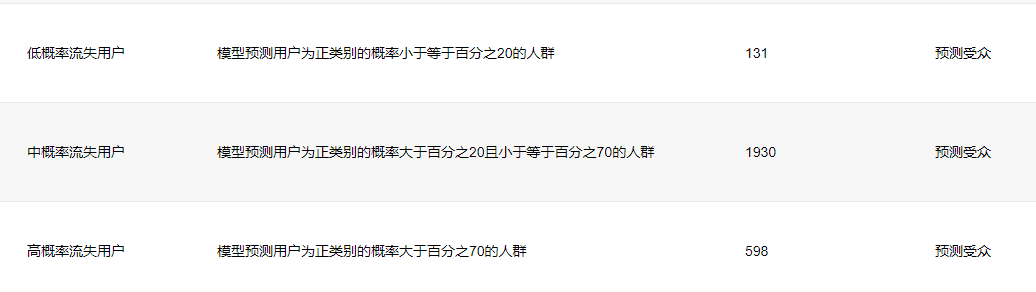 低概率流失用户 模型预测用户为正类别的概率小于等于百分之20的人群 131 预测受众
中概率流失用户 模型预测用户为正类别的概率大于百分之20且小于等于百分之70的人群 1930 预测受众
高概率流失用户 模型预测用户为正类别的概率大于百分之70的人群 598 预测受众